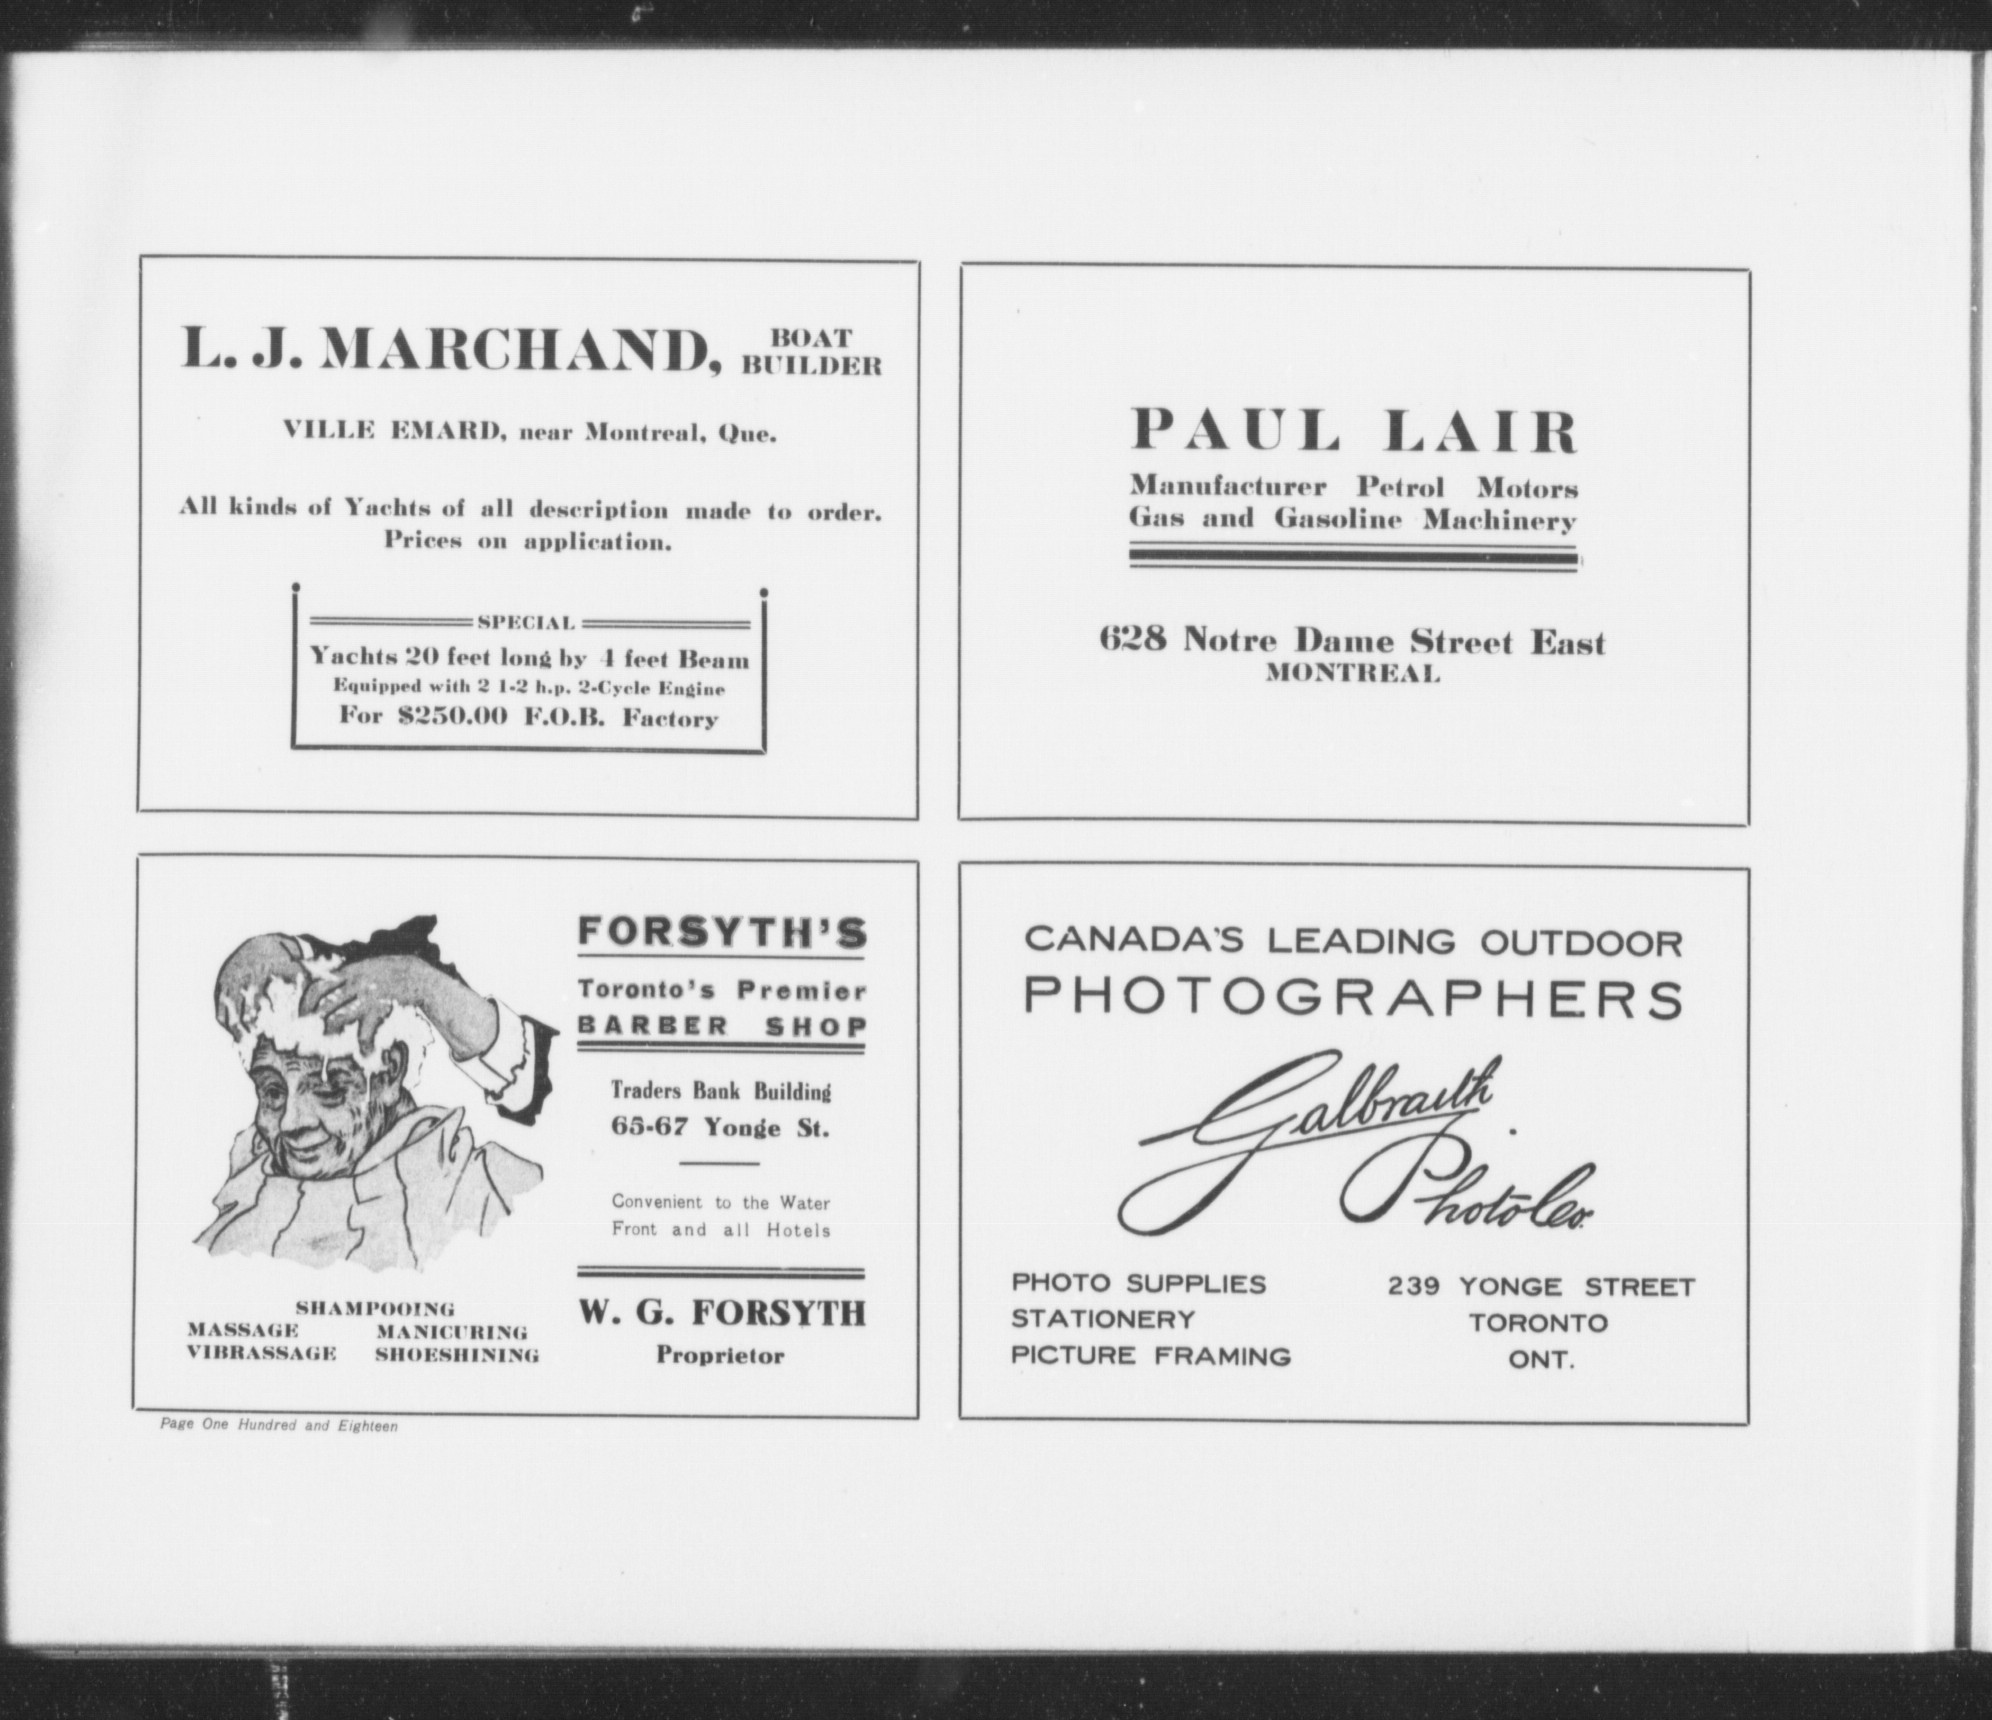 L. J. MARCHAND, BOAT BUILDER
VILLE EMARD, near Montreal, Que.
All kinds of Yachts of all description made to order.
Prices on application.
SPECIAL
Yachts 20 feet long by 4 feet Beam
Equipped with 2 1-2 h.p. 2-Cycle Engine
For $250.00 F.O.B. Factory
PAUL LAIR
Manufacturer Petrol Motors
Gas and Gasoline Machinery
628 Notre Dame Street East
MONTREAL
FORSYTH'S
Toronto's Premier
BARBER SHOP
Traders Bank Building
65-67 Yonge St.
Convenient to the Water
Front and all Hotels
W. G. FORSYTH
Proprietor
SHAMPOOING
MASSAGE MANICURING
VIBRASSAGE SHOESHINING
CANADA'S LEADING OUTDOOR
PHOTOGRAPHERS
Galbraith
Photo Co.
PHOTO SUPPLIES
STATIONERY
PICTURE FRAMING
239 YONGE STREET
TORONTO
ONT.
Page One Hundred and Eighteen